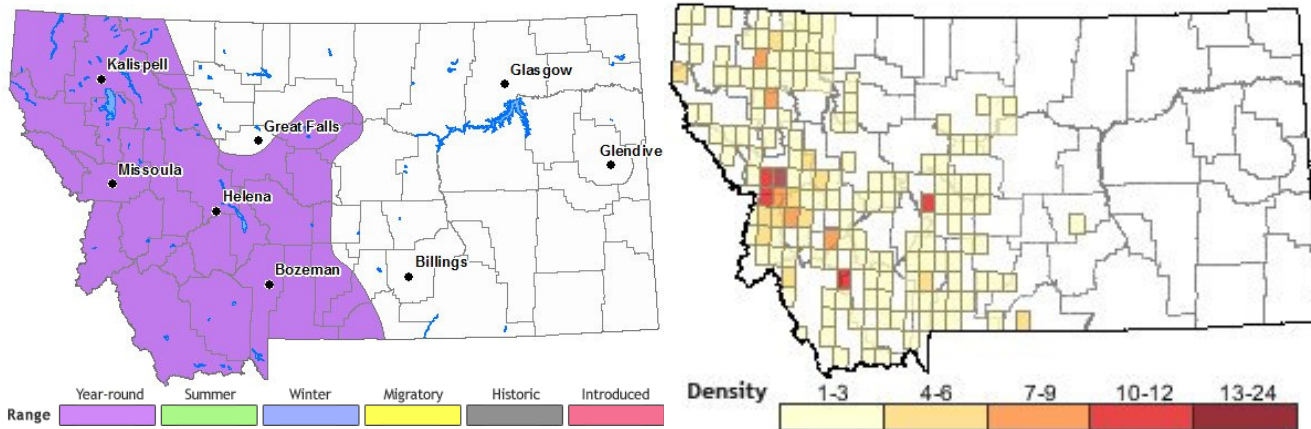 Kalispell
Glasgow
Great Falls
Glendive
Missoula
Helena
Bozeman
Billings
Year-round Summer Winter Migratory Historic Introduced
Range
Density 1-3 4-6 7-9 10-12 13-24